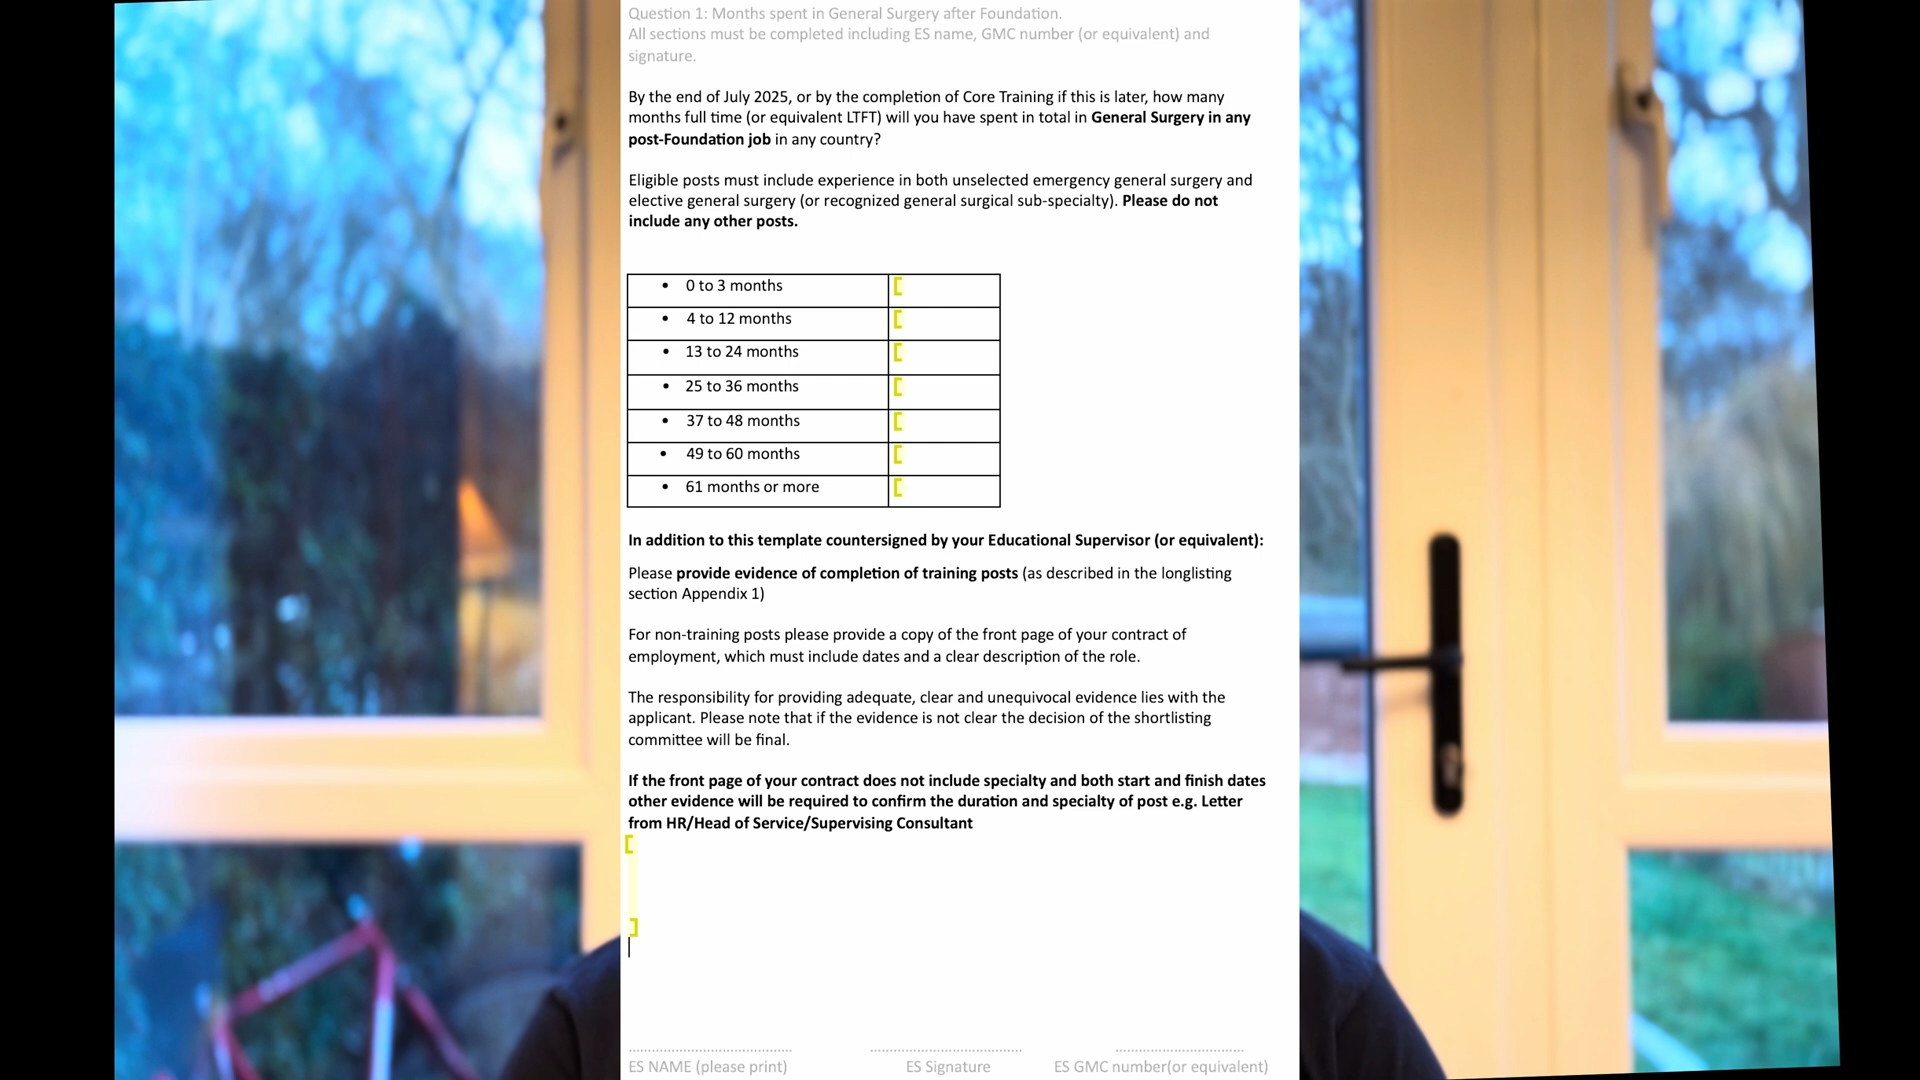 Question 1: Months spent in General Surgery after Foundation.
All sections must be completed including ES name, GMC number (or equivalent) and
signature.
By the end of July 2025, or by the completion of Core Training if this is later, how many
months full time (or equivalent LTFT) will you have spent in total in General Surgery in any
post-Foundation job in any country?
Eligible posts must include experience in both unselected emergency general surgery and
elective general surgery (or recognized general surgical sub-specialty). Please do not
include any other posts.
• 0 to 3 months [
• 4 to 12 months [
• 13 to 24 months [
• 25 to 36 months [
• 37 to 48 months [
• 49 to 60 months [
• 61 months or more [
In addition to this template countersigned by your Educational Supervisor (or equivalent):
Please provide evidence of completion of training posts (as described in the longlisting
section Appendix 1)
For non-training posts please provide a copy of the front page of your contract of
employment, which must include dates and a clear description of the role.
The responsibility for providing adequate, clear and unequivocal evidence lies with the
applicant. Please note that if the evidence is not clear the decision of the shortlisting
committee will be final.
If the front page of your contract does not include specialty and both start and finish dates
other evidence will be required to confirm the duration and specialty of post e.g. Letter
from HR/Head of Service/Supervising Consultant
[
]
ES NAME (please print) ES Signature ES GMC number(or equivalent)